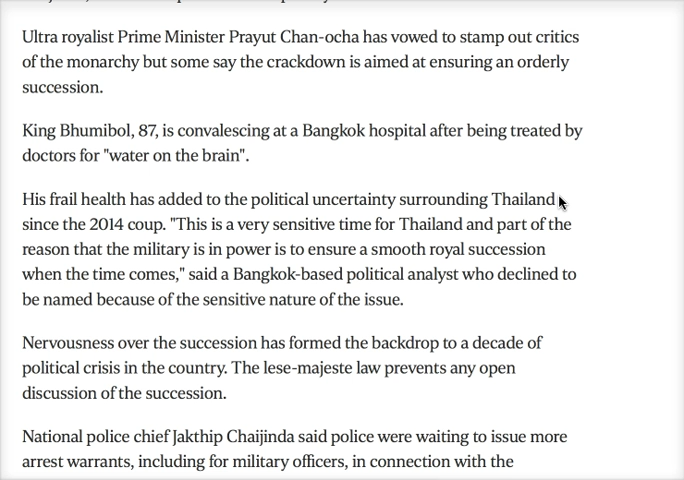 Ultra royalist Prime Minister Prayut Chan-ocha has vowed to stamp out critics
of the monarchy but some say the crackdown is aimed at ensuring an orderly
succession.
King Bhumibol, 87, is convalescing at a Bangkok hospital after being treated by
doctors for "water on the brain".
His frail health has added to the political uncertainty surrounding Thailand
since the 2014 coup. "This is a very sensitive time for Thailand and part of the
reason that the military is in power is to ensure a smooth royal succession
when the time comes," said a Bangkok-based political analyst who declined to
be named because of the sensitive nature of the issue.
Nervousness over the succession has formed the backdrop to a decade of
political crisis in the country. The lese-majeste law prevents any open
discussion of the succession.
National police chief Jakthip Chaijinda said police were waiting to issue more
arrest warrants, including for military officers, in connection with the